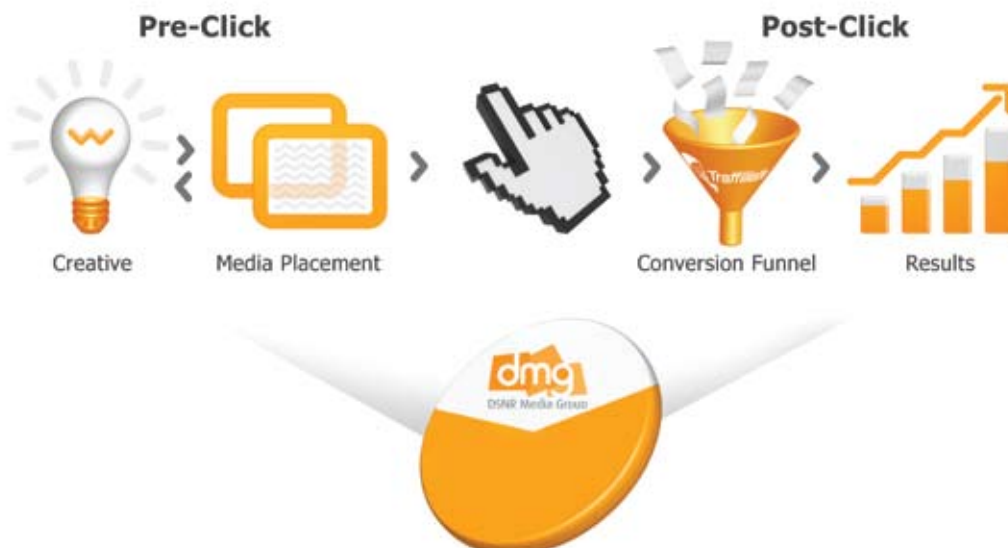 Pre-Click
Post-Click
Creative
Media Placement
Conversion Funnel
Results
dmg
DSNR Media Group